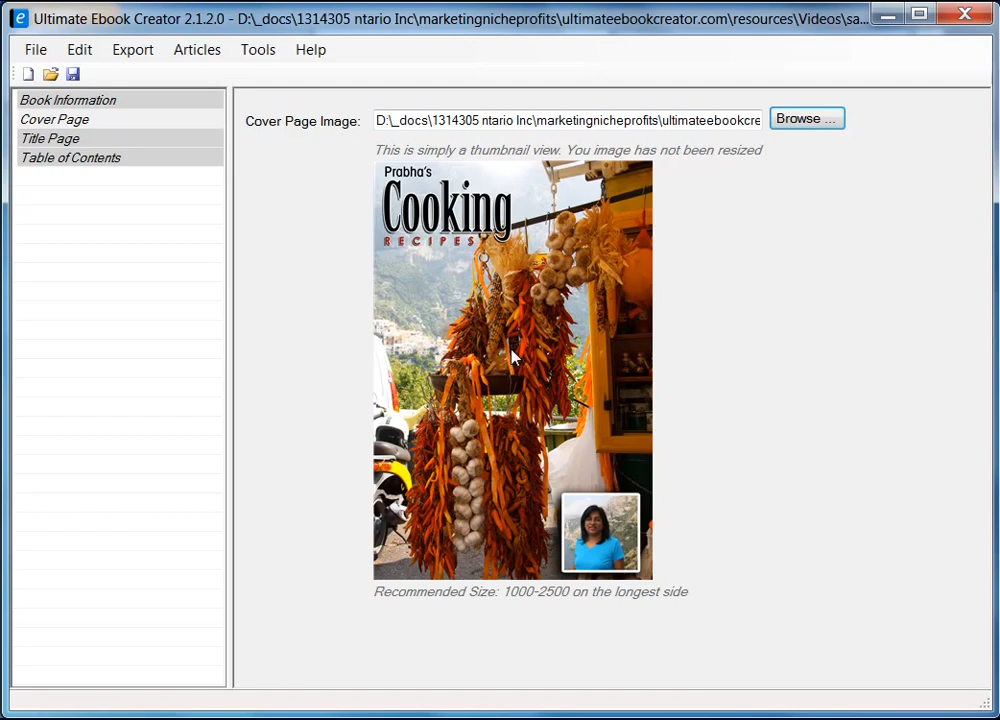 Ultimate Ebook Creator 2.1.2.0 - D:\_docs\1314305 ntario Inc\marketingnicheprofits\ultimateebookcreator.com\resources\Videos\sa...
File Edit Export Articles Tools Help
Book Information
Cover Page
Title Page
Table of Contents
Cover Page Image: D:\_docs\1314305 ntario Inc\marketingnicheprofits\ultimateebookcre Browse ...
This is simply a thumbnail view. You image has not been resized
Prabha's
Cooking
RECIPES
Recommended Size: 1000-2500 on the longest side